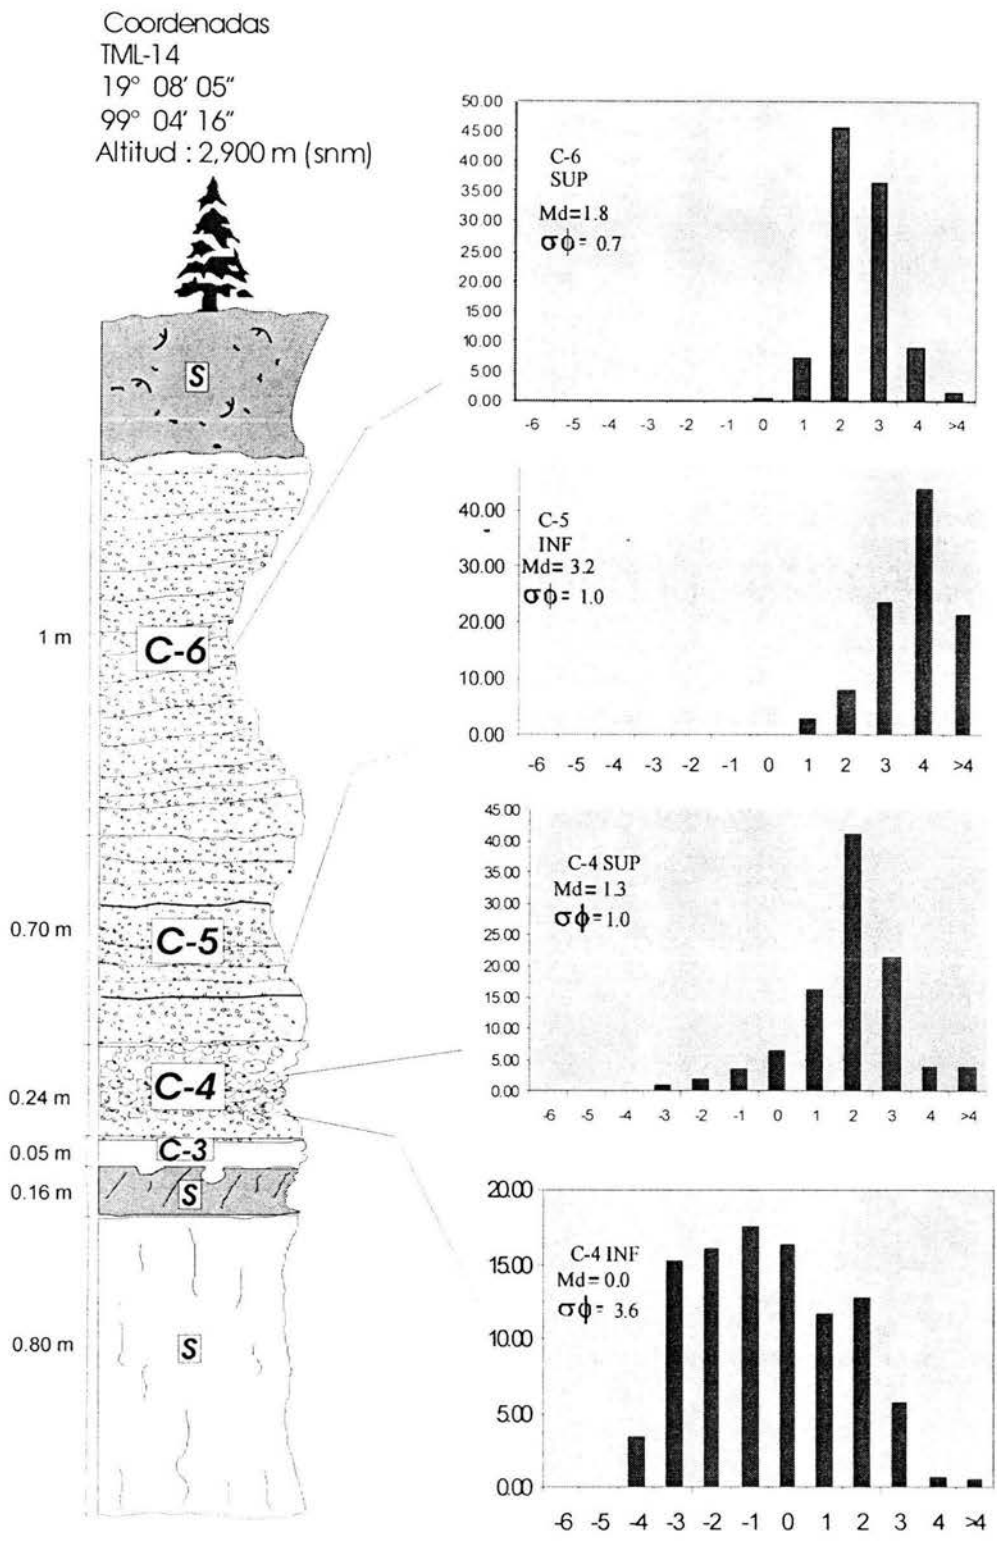 Coordenadas
TML-14
19° 08' 05"
99° 04' 16"
Altitud : 2,900 m (snm)
S
1 m
C-6
0.70 m
C-5
0.24 m
C-4
0.05 m
C-3
0.16 m
S
0.80 m
S
50.00
45.00
40 00
35 00
30 00
25 00
20 00
15 00
10 00
5 00
0 00
C-6
SUP
Md=1.8
σϕ= 0.7
-6 -5 -4 -3 -2 -1 0 1 2 3 4 >4
40.00
30.00
20.00
10.00
0.00
C-5
INF
Md= 3.2
σϕ= 1.0
-6 -5 -4 -3 -2 -1 0 1 2 3 4 >4
45 00
40.00
35.00
30.00
25 00
20 00
15.00
10.00
5.00
0.00
C-4 SUP
Md= 1.3
σϕ=1.0
-6 -5 -4 -3 -2 -1 0 1 2 3 4 >4
20.00
15.00
10.00
5.00
0.00
C-4 INF
Md= 0.0
σϕ= 3.6
-6 -5 -4 -3 -2 -1 0 1 2 3 4 >4